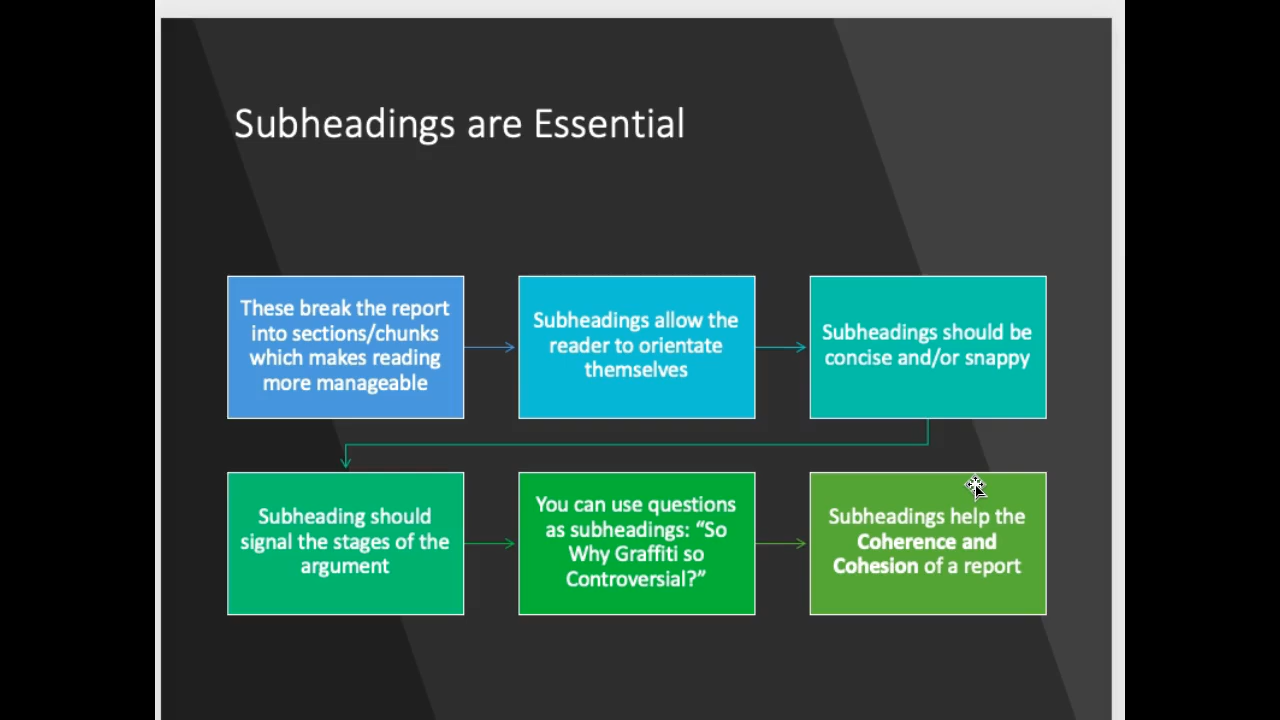 Subheadings are Essential
These break the report
into sections/chunks
which makes reading
more manageable
Subheadings allow the
reader to orientate
themselves
Subheadings should be
concise and/or snappy
Subheading should
signal the stages of the
argument
You can use questions
as subheadings: “So
Why Graffiti so
Controversial?”
Subheadings help the
Coherence and
Cohesion of a report